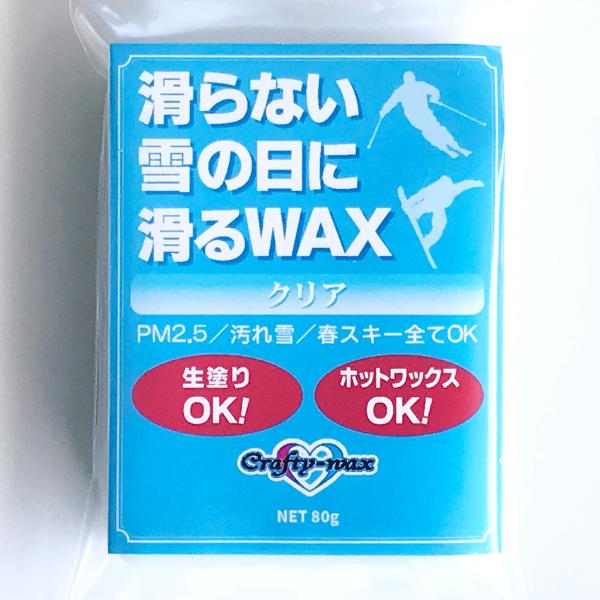 滑らない
雪の日に
滑るWAX
クリア
PM2.5／汚れ雪／春スキー全てOK
生塗り
OK!
ホットワックス
OK!
Crafty-wax
NET 80g